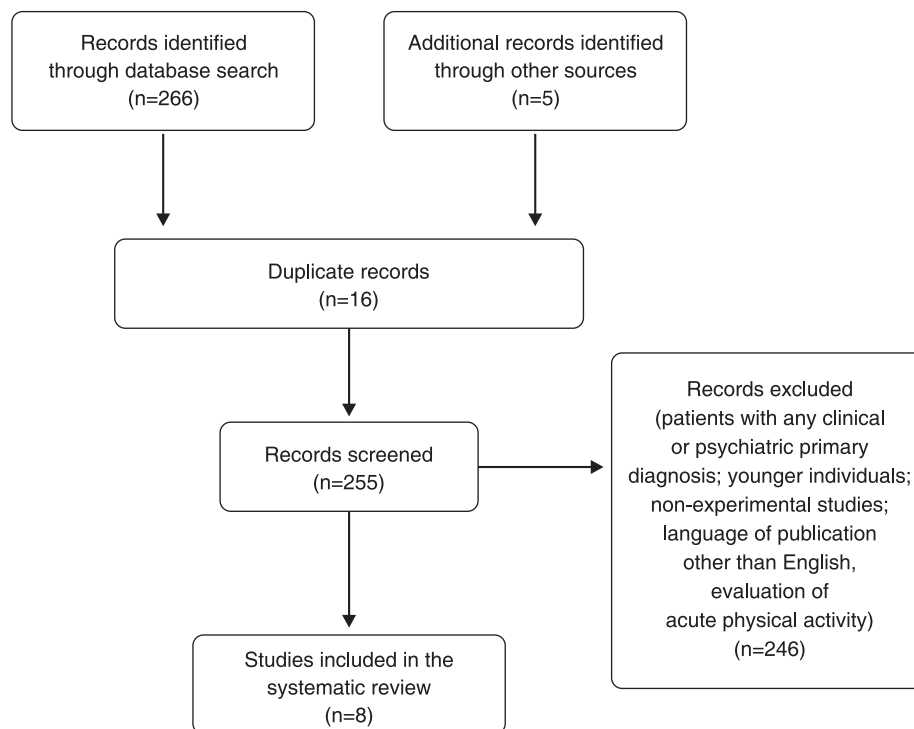 Records identified
through database search
(n=266)
Additional records identified
through other sources
(n=5)
Duplicate records
(n=16)
Records screened
(n=255)
Records excluded
(patients with any clinical
or psychiatric primary
diagnosis; younger individuals;
non-experimental studies;
language of publication
other than English,
evaluation of
acute physical activity)
(n=246)
Studies included in the
systematic review
(n=8)